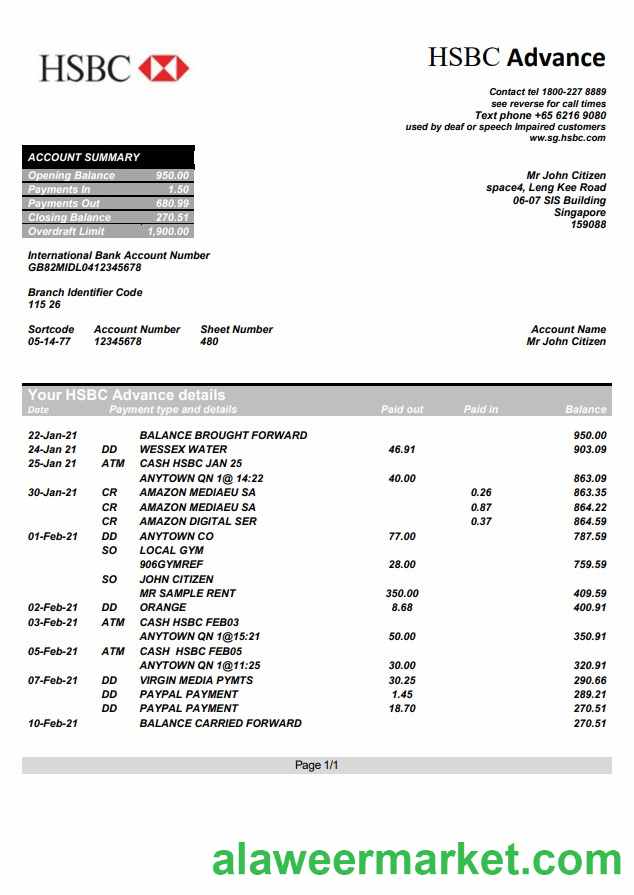 HSBC
HSBC Advance
Contact tel 1800-227 8889
see reverse for call times
Text phone +65 6216 9080
used by deaf or speech Impaired customers
ww.sg.hsbc.com
ACCOUNT SUMMARY
Opening Balance 950.00
Payments In 1.50
Payments Out 680.99
Closing Balance 270.51
Overdraft Limit 1,900.00
Mr John Citizen
space4, Leng Kee Road
06-07 SIS Building
Singapore
159088
International Bank Account Number
GB82MIDL0412345678
Branch Identifier Code
115 26
Sortcode Account Number Sheet Number Account Name
05-14-77 12345678 480 Mr John Citizen
Your HSBC Advance details
Date Payment type and details Paid out Paid in Balance
22-Jan-21 BALANCE BROUGHT FORWARD 950.00
24-Jan 21 DD WESSEX WATER 46.91 903.09
25-Jan 21 ATM CASH HSBC JAN 25
ANYTOWN QN 1@ 14:22 40.00 863.09
30-Jan-21 CR AMAZON MEDIAEU SA 0.26 863.35
CR AMAZON MEDIAEU SA 0.87 864.22
CR AMAZON DIGITAL SER 0.37 864.59
01-Feb-21 DD ANYTOWN CO 77.00 787.59
SO LOCAL GYM
906GYMREF 28.00 759.59
SO JOHN CITIZEN
MR SAMPLE RENT 350.00 409.59
02-Feb-21 DD ORANGE 8.68 400.91
03-Feb-21 ATM CASH HSBC FEB03
ANYTOWN QN 1@15:21 50.00 350.91
05-Feb-21 ATM CASH HSBC FEB05
ANYTOWN QN 1@11:25 30.00 320.91
07-Feb-21 DD VIRGIN MEDIA PYMTS 30.25 290.66
DD PAYPAL PAYMENT 1.45 289.21
DD PAYPAL PAYMENT 18.70 270.51
10-Feb-21 BALANCE CARRIED FORWARD 270.51
Page 1/1
alaweermarket.com